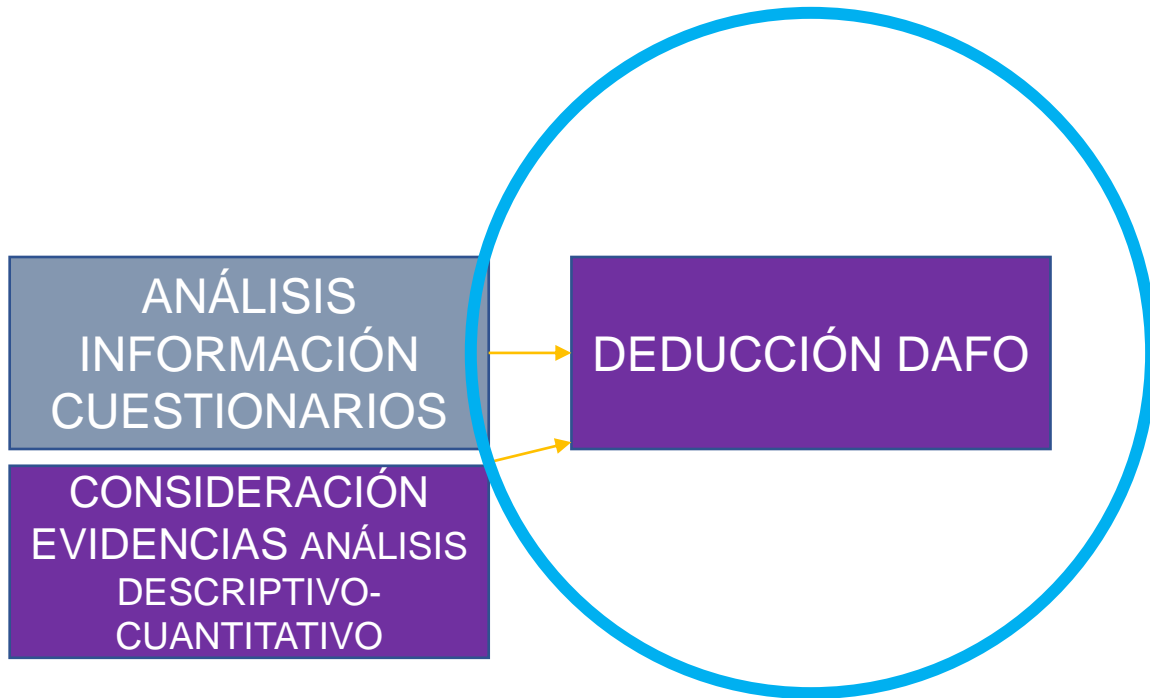 ANÁLISIS
INFORMACIÓN
CUESTIONARIOS
DEDUCCIÓN DAFO
CONSIDERACIÓN
EVIDENCIAS ANÁLISIS
DESCRIPTIVO-
CUANTITATIVO